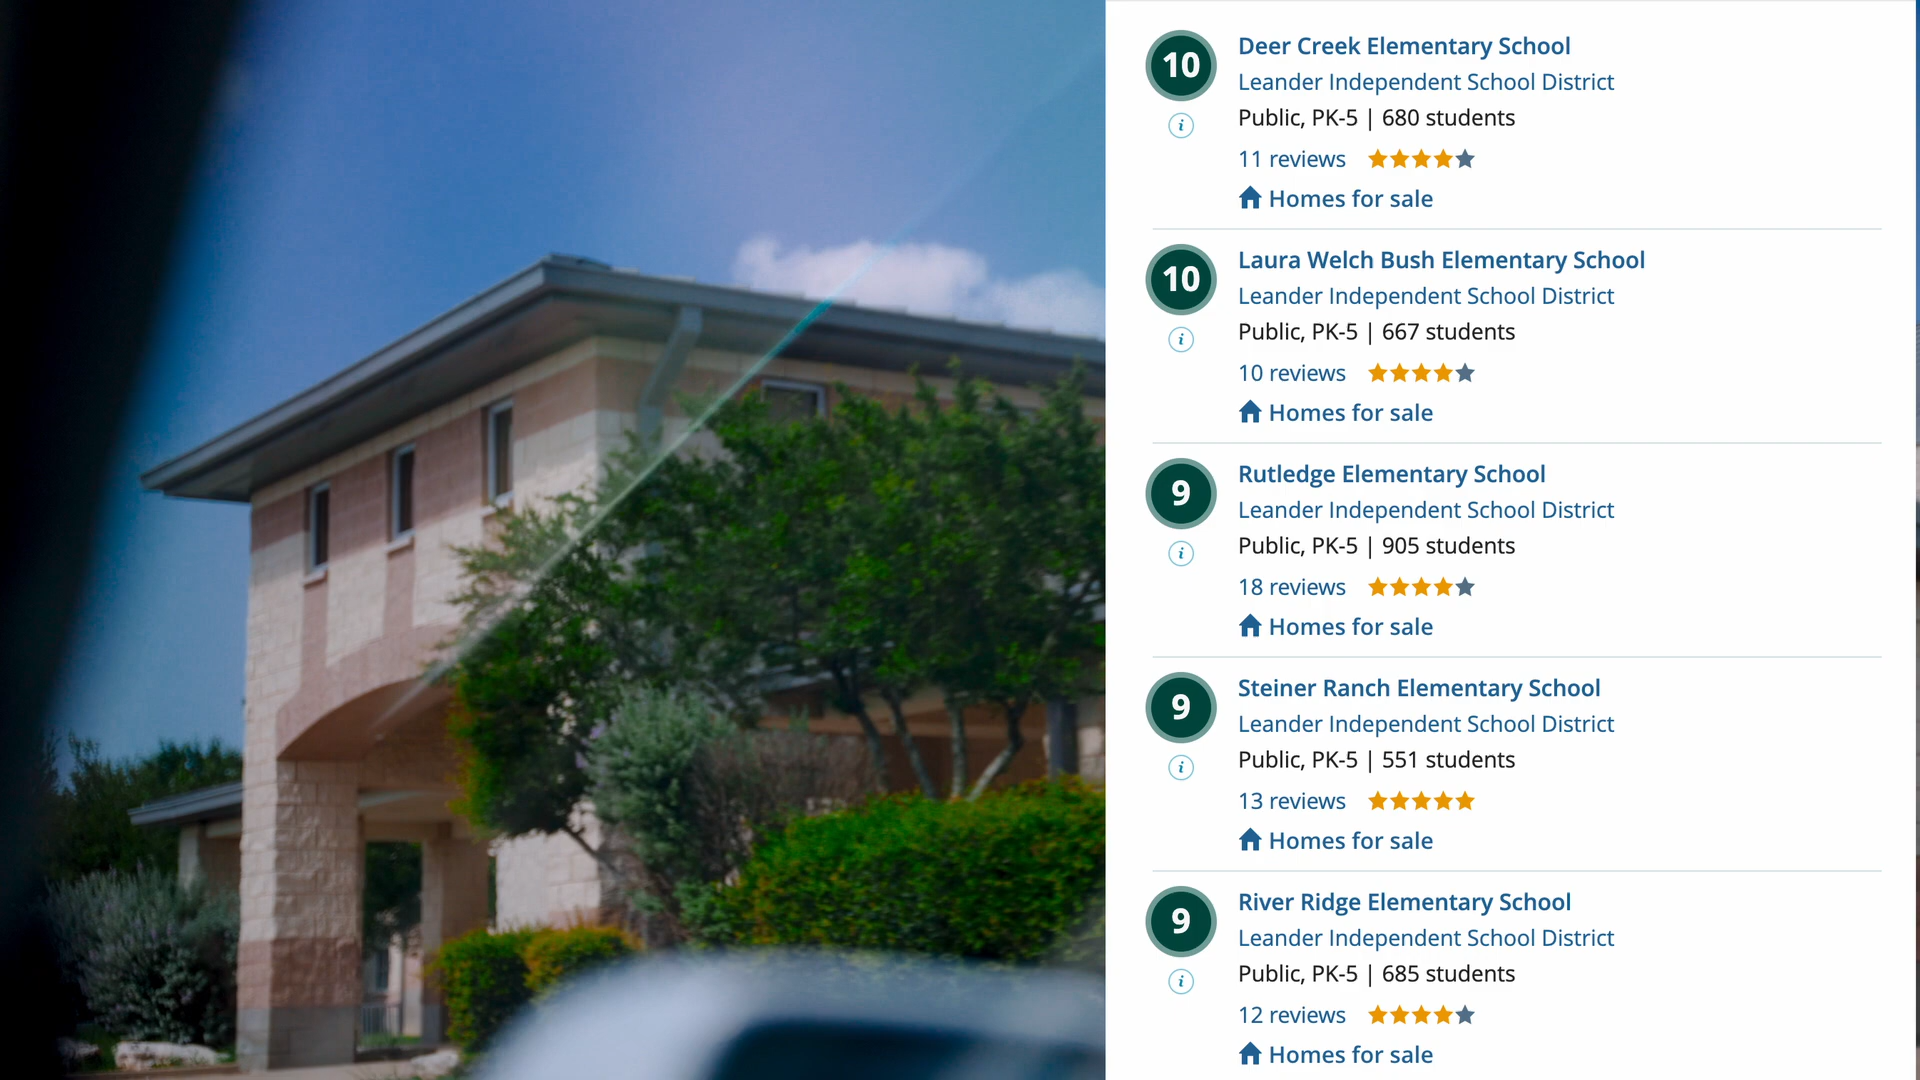 10
Deer Creek Elementary School
Leander Independent School District
i
Public, PK-5 | 680 students
11 reviews
Homes for sale
10
Laura Welch Bush Elementary School
Leander Independent School District
i
Public, PK-5 | 667 students
10 reviews
Homes for sale
9
Rutledge Elementary School
Leander Independent School District
i
Public, PK-5 | 905 students
18 reviews
Homes for sale
9
Steiner Ranch Elementary School
Leander Independent School District
i
Public, PK-5 | 551 students
13 reviews
Homes for sale
9
River Ridge Elementary School
Leander Independent School District
i
Public, PK-5 | 685 students
12 reviews
Homes for sale